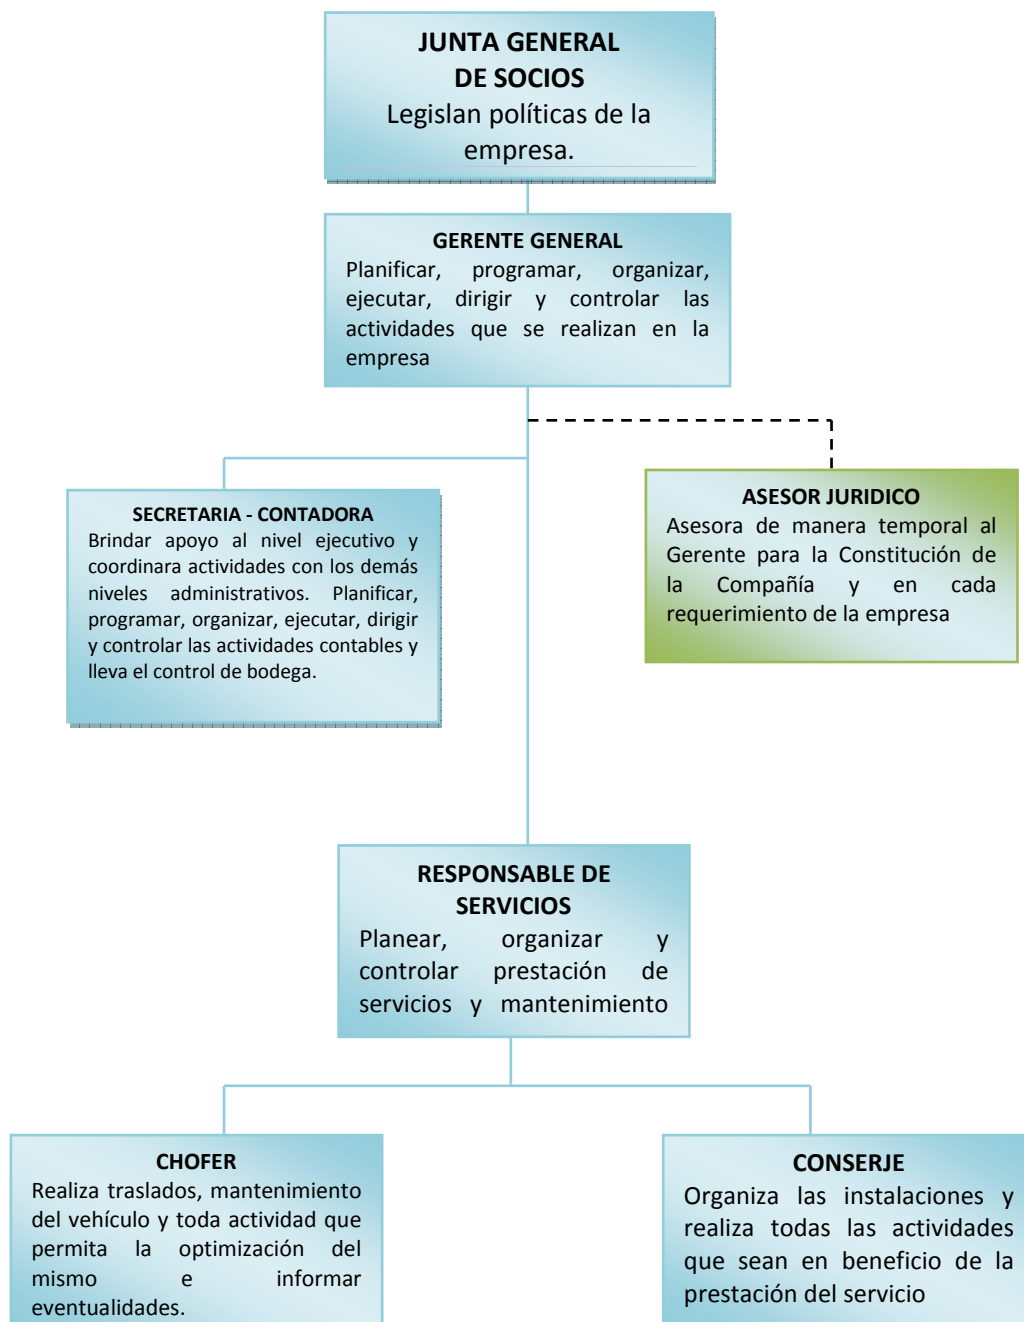 JUNTA GENERAL
DE SOCIOS
Legislan políticas de la
empresa.
GERENTE GENERAL
Planificar, programar, organizar,
ejecutar, dirigir y controlar las
actividades que se realizan en la
empresa
SECRETARIA - CONTADORA
Brindar apoyo al nivel ejecutivo y
coordinara actividades con los demás
niveles administrativos. Planificar,
programar, organizar, ejecutar, dirigir
y controlar las actividades contables y
lleva el control de bodega.
ASESOR JURIDICO
Asesora de manera temporal al
Gerente para la Constitución de
la Compañía y en cada
requerimiento de la empresa
RESPONSABLE DE
SERVICIOS
Planear, organizar y
controlar prestación de
servicios y mantenimiento
CHOFER
Realiza traslados, mantenimiento
del vehículo y toda actividad que
permita la optimización del
mismo e informar
eventualidades.
CONSERJE
Organiza las instalaciones y
realiza todas las actividades
que sean en beneficio de la
prestación del servicio